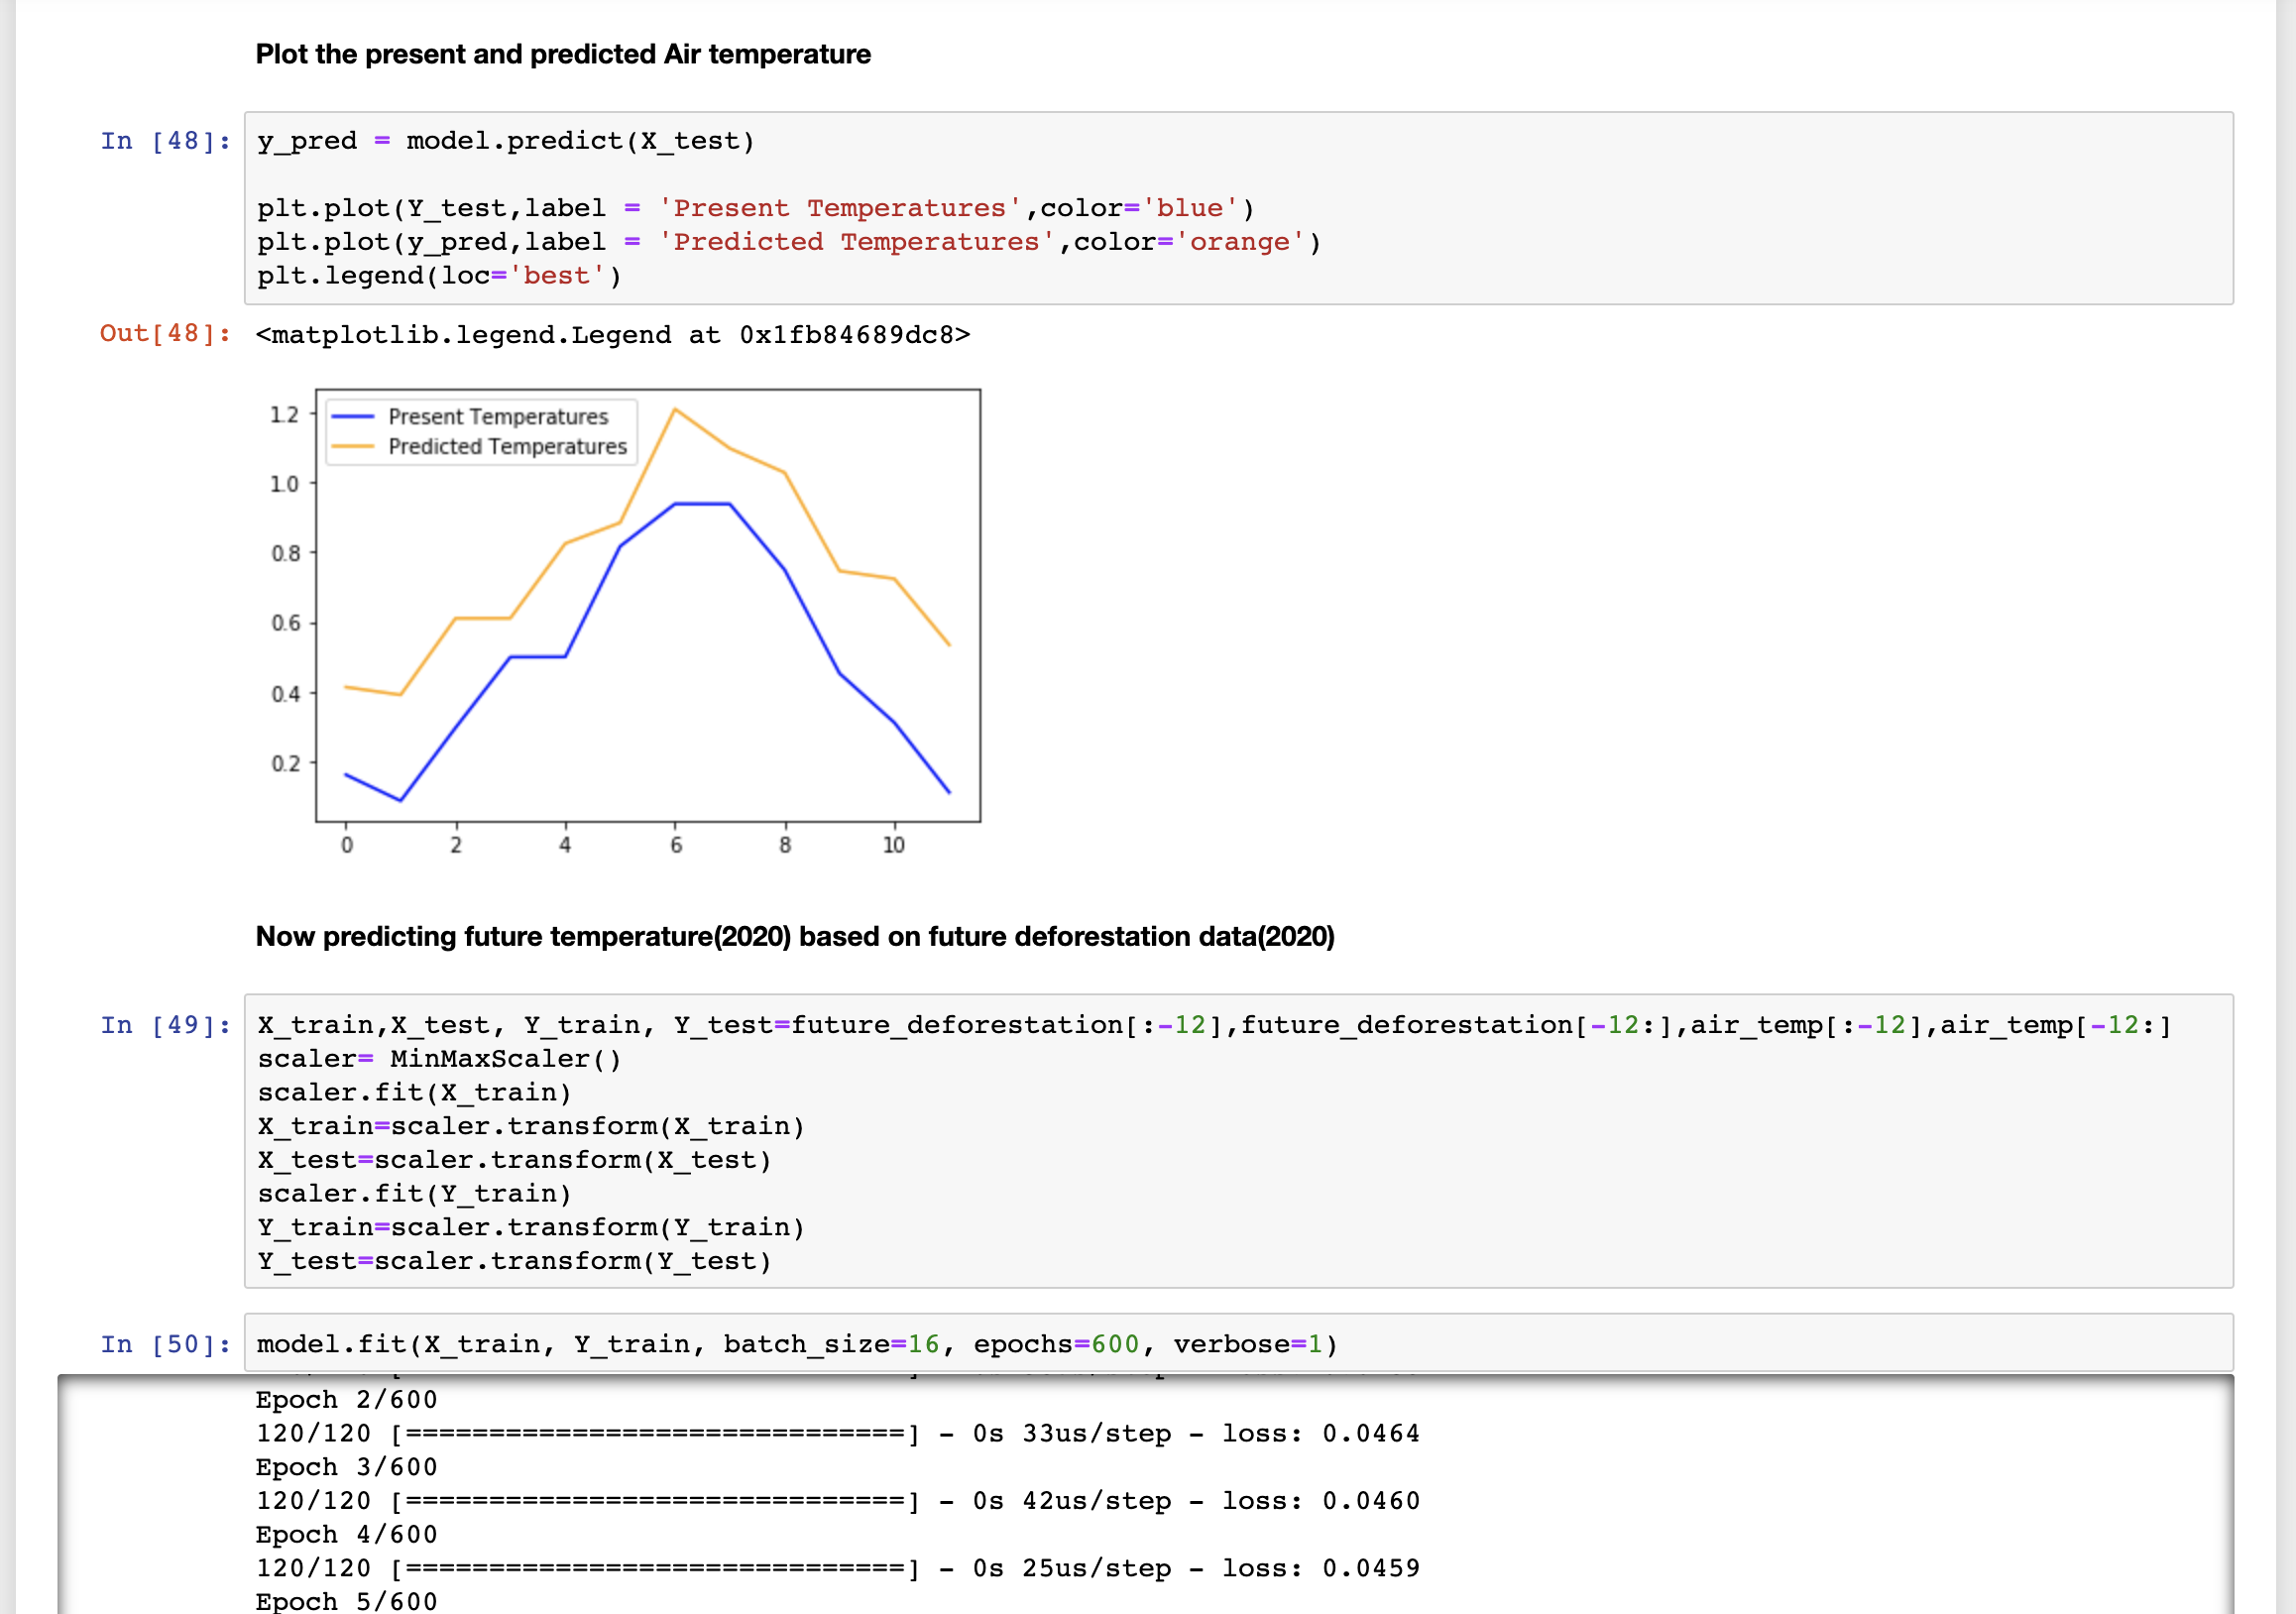 Plot the present and predicted Air temperature
In [48]:
y_pred = model.predict(X_test)
plt.plot(Y_test,label = 'Present Temperatures',color='blue')
plt.plot(y_pred,label = 'Predicted Temperatures',color='orange')
plt.legend(loc='best')
Out[48]: <matplotlib.legend.Legend at 0x1fb84689dc8>
Present Temperatures
Predicted Temperatures
1.2
1.0
0.8
0.6
0.4
0.2
0 2 4 6 8 10
Now predicting future temperature(2020) based on future deforestation data(2020)
In [49]:
X_train,X_test, Y_train, Y_test=future_deforestation[:-12],future_deforestation[-12:],air_temp[:-12],air_temp[-12:]
scaler= MinMaxScaler()
scaler.fit(X_train)
X_train=scaler.transform(X_train)
X_test=scaler.transform(X_test)
scaler.fit(Y_train)
Y_train=scaler.transform(Y_train)
Y_test=scaler.transform(Y_test)
In [50]: model.fit(X_train, Y_train, batch_size=16, epochs=600, verbose=1)
Epoch 2/600
120/120 [==============================] - 0s 33us/step - loss: 0.0464
Epoch 3/600
120/120 [==============================] - 0s 42us/step - loss: 0.0460
Epoch 4/600
120/120 [==============================] - 0s 25us/step - loss: 0.0459
Epoch 5/600